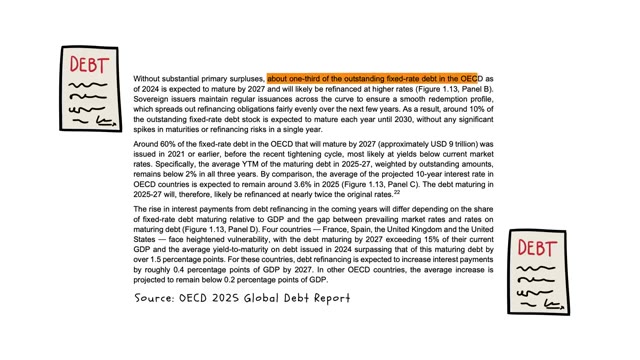 DEBT
Without substantial primary surpluses, about one-third of the outstanding fixed-rate debt in the OECD as
of 2024 is expected to mature by 2027 and will likely be refinanced at higher rates (Figure 1.13, Panel B).
Sovereign issuers maintain regular issuances across the curve to ensure a smooth redemption profile,
which spreads out refinancing obligations fairly evenly over the next few years. As a result, around 10% of
the outstanding fixed-rate debt stock is expected to mature each year until 2030, without any significant
spikes in maturities or refinancing risks in a single year.
Around 60% of the fixed-rate debt in the OECD that will mature by 2027 (approximately USD 9 trillion) was
issued in 2021 or earlier, before the recent tightening cycle, most likely at yields below current market
rates. Specifically, the average YTM of the maturing debt in 2025-27, weighted by outstanding amounts,
remains below 2% in all three years. By comparison, the average of the projected 10-year interest rate in
OECD countries is expected to remain around 3.6% in 2025 (Figure 1.13, Panel C). The debt maturing in
2025-27 will, therefore, likely be refinanced at nearly twice the original rates.22
The rise in interest payments from debt refinancing in the coming years will differ depending on the share
of fixed-rate debt maturing relative to GDP and the gap between prevailing market rates and rates on
maturing debt (Figure 1.13, Panel D). Four countries — France, Spain, the United Kingdom and the United
States — face heightened vulnerability, with the debt maturing by 2027 exceeding 15% of their current
GDP and the average yield-to-maturity on debt issued in 2024 surpassing that of this maturing debt by
over 1.5 percentage points. For these countries, debt refinancing is expected to increase interest payments
by roughly 0.4 percentage points of GDP by 2027. In other OECD countries, the average increase is
projected to remain below 0.2 percentage points of GDP.
DEBT
Source: OECD 2025 Global Debt Report